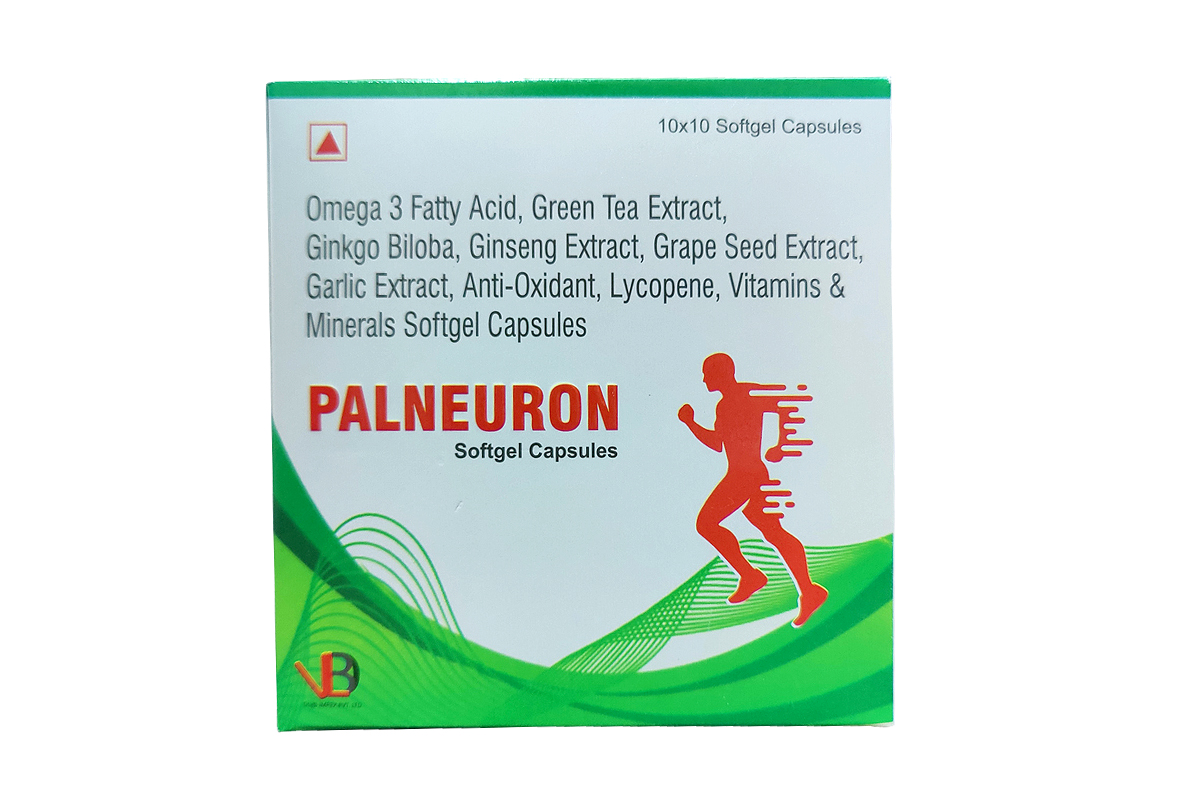 10x10 Softgel Capsules
Omega 3 Fatty Acid, Green Tea Extract,
Ginkgo Biloba, Ginseng Extract, Grape Seed Extract,
Garlic Extract, Anti-Oxidant, Lycopene, Vitamins &
Minerals Softgel Capsules
PALNEURON
Softgel Capsules